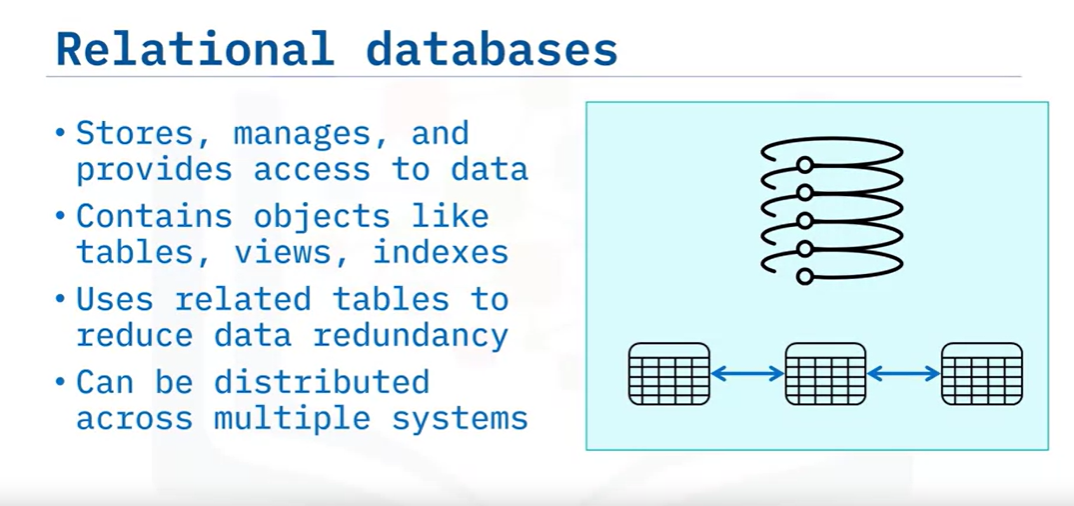 Relational databases
• Stores, manages, and
provides access to data
• Contains objects like
tables, views, indexes
• Uses related tables to
reduce data redundancy
• Can be distributed
across multiple systems